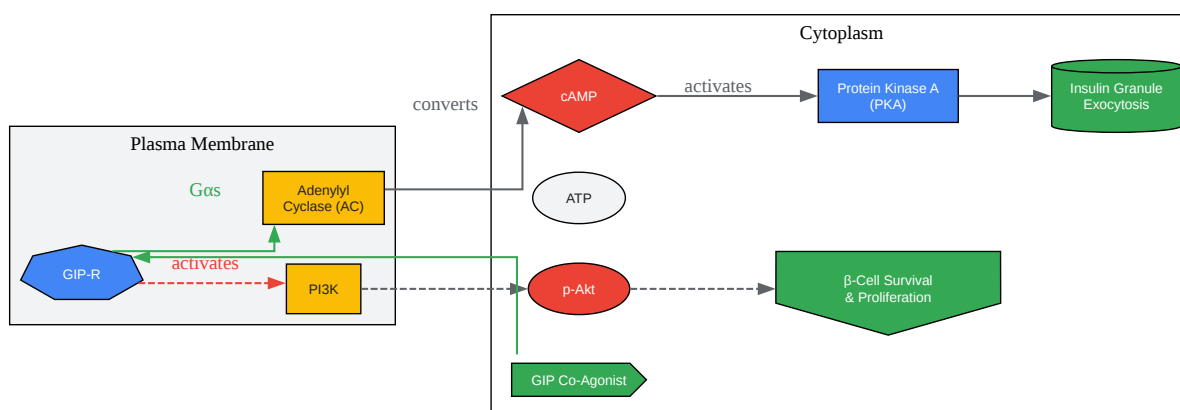 Cytoplasm
converts
cAMP
activates
Protein Kinase A
(PKA)
Insulin Granule
Exocytosis
Plasma Membrane
Gαs
Adenylyl
Cyclase (AC)
ATP
GIP-R
activates
PI3K
p-Akt
β-Cell Survival
& Proliferation
GIP Co-Agonist